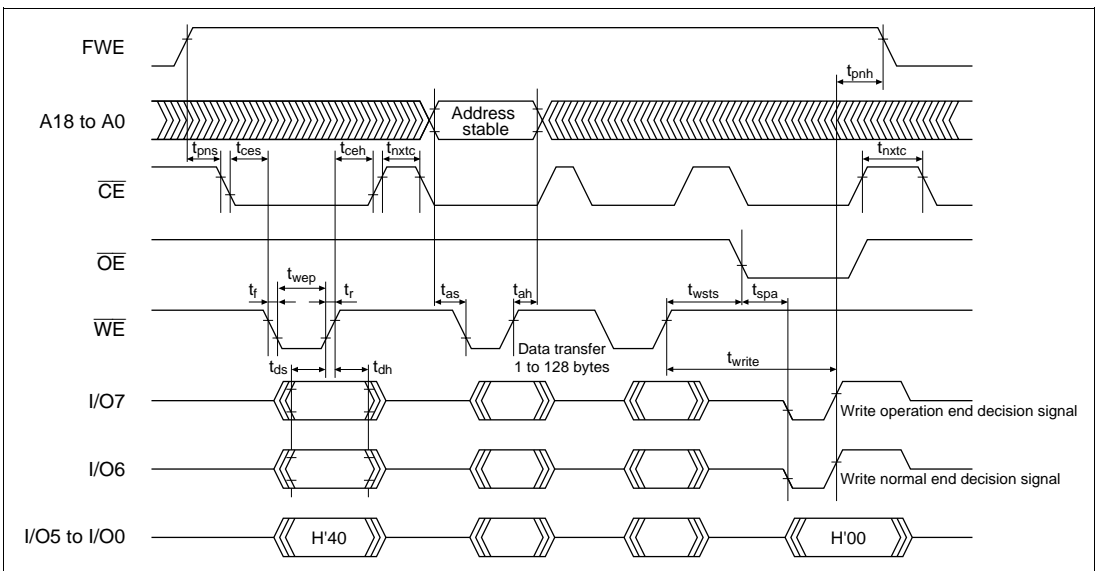 FWE
tpnh
A18 to A0
Address
stable
tpns
tces
tceh
tnxtc
tnxtc
CE
OE
tf
twep
tr
tas
tah
twsts
tspa
WE
Data transfer
1 to 128 bytes
twrite
tds
tdh
I/O7
Write operation end decision signal
I/O6
Write normal end decision signal
I/O5 to I/O0
H'40
H'00